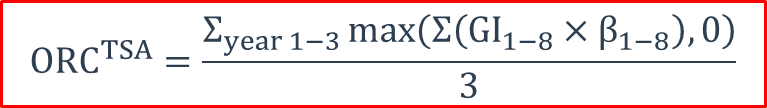 ORC^TSA = Σ_year 1−3 max(Σ(GI_1−8 × β_1−8), 0) / 3